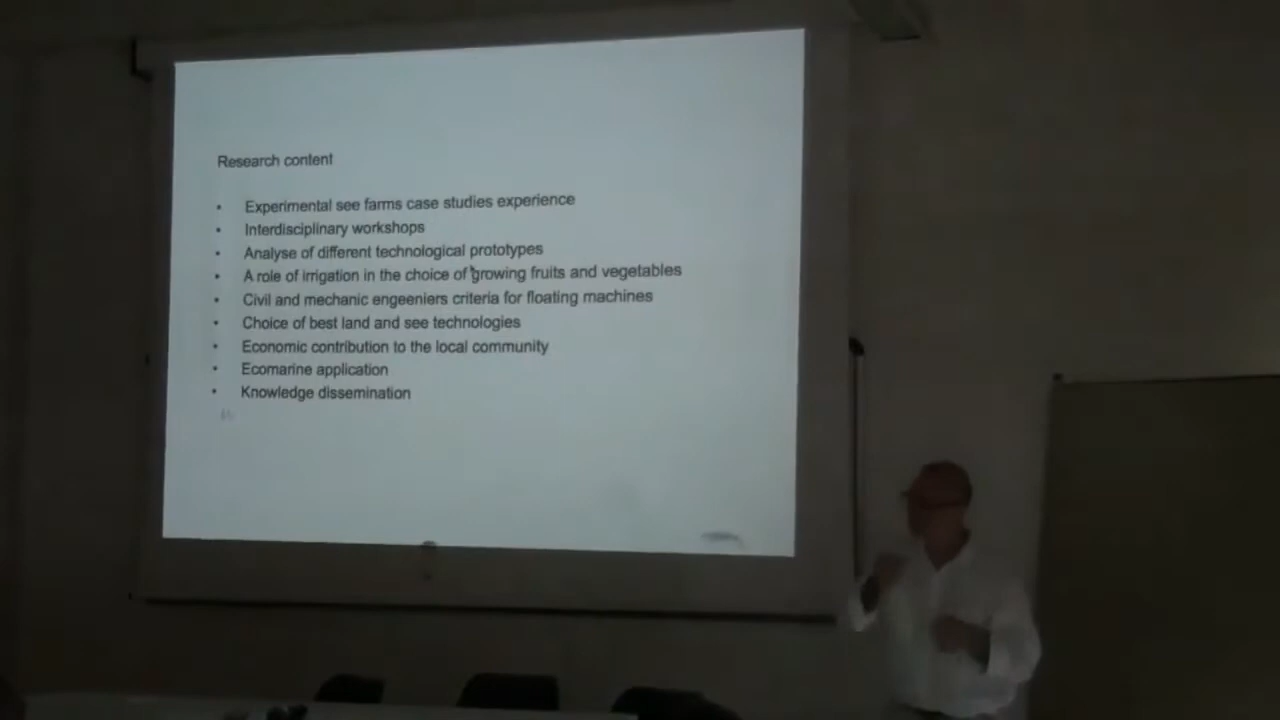 Research content
• Experimental see farms case studies experience
• Interdisciplinary workshops
• Analyse of different technological prototypes
• A role of irrigation in the choice of growing fruits and vegetables
• Civil and mechanic engeeniers criteria for floating machines
• Choice of best land and see technologies
• Economic contribution to the local community
• Ecomarine application
• Knowledge dissemination